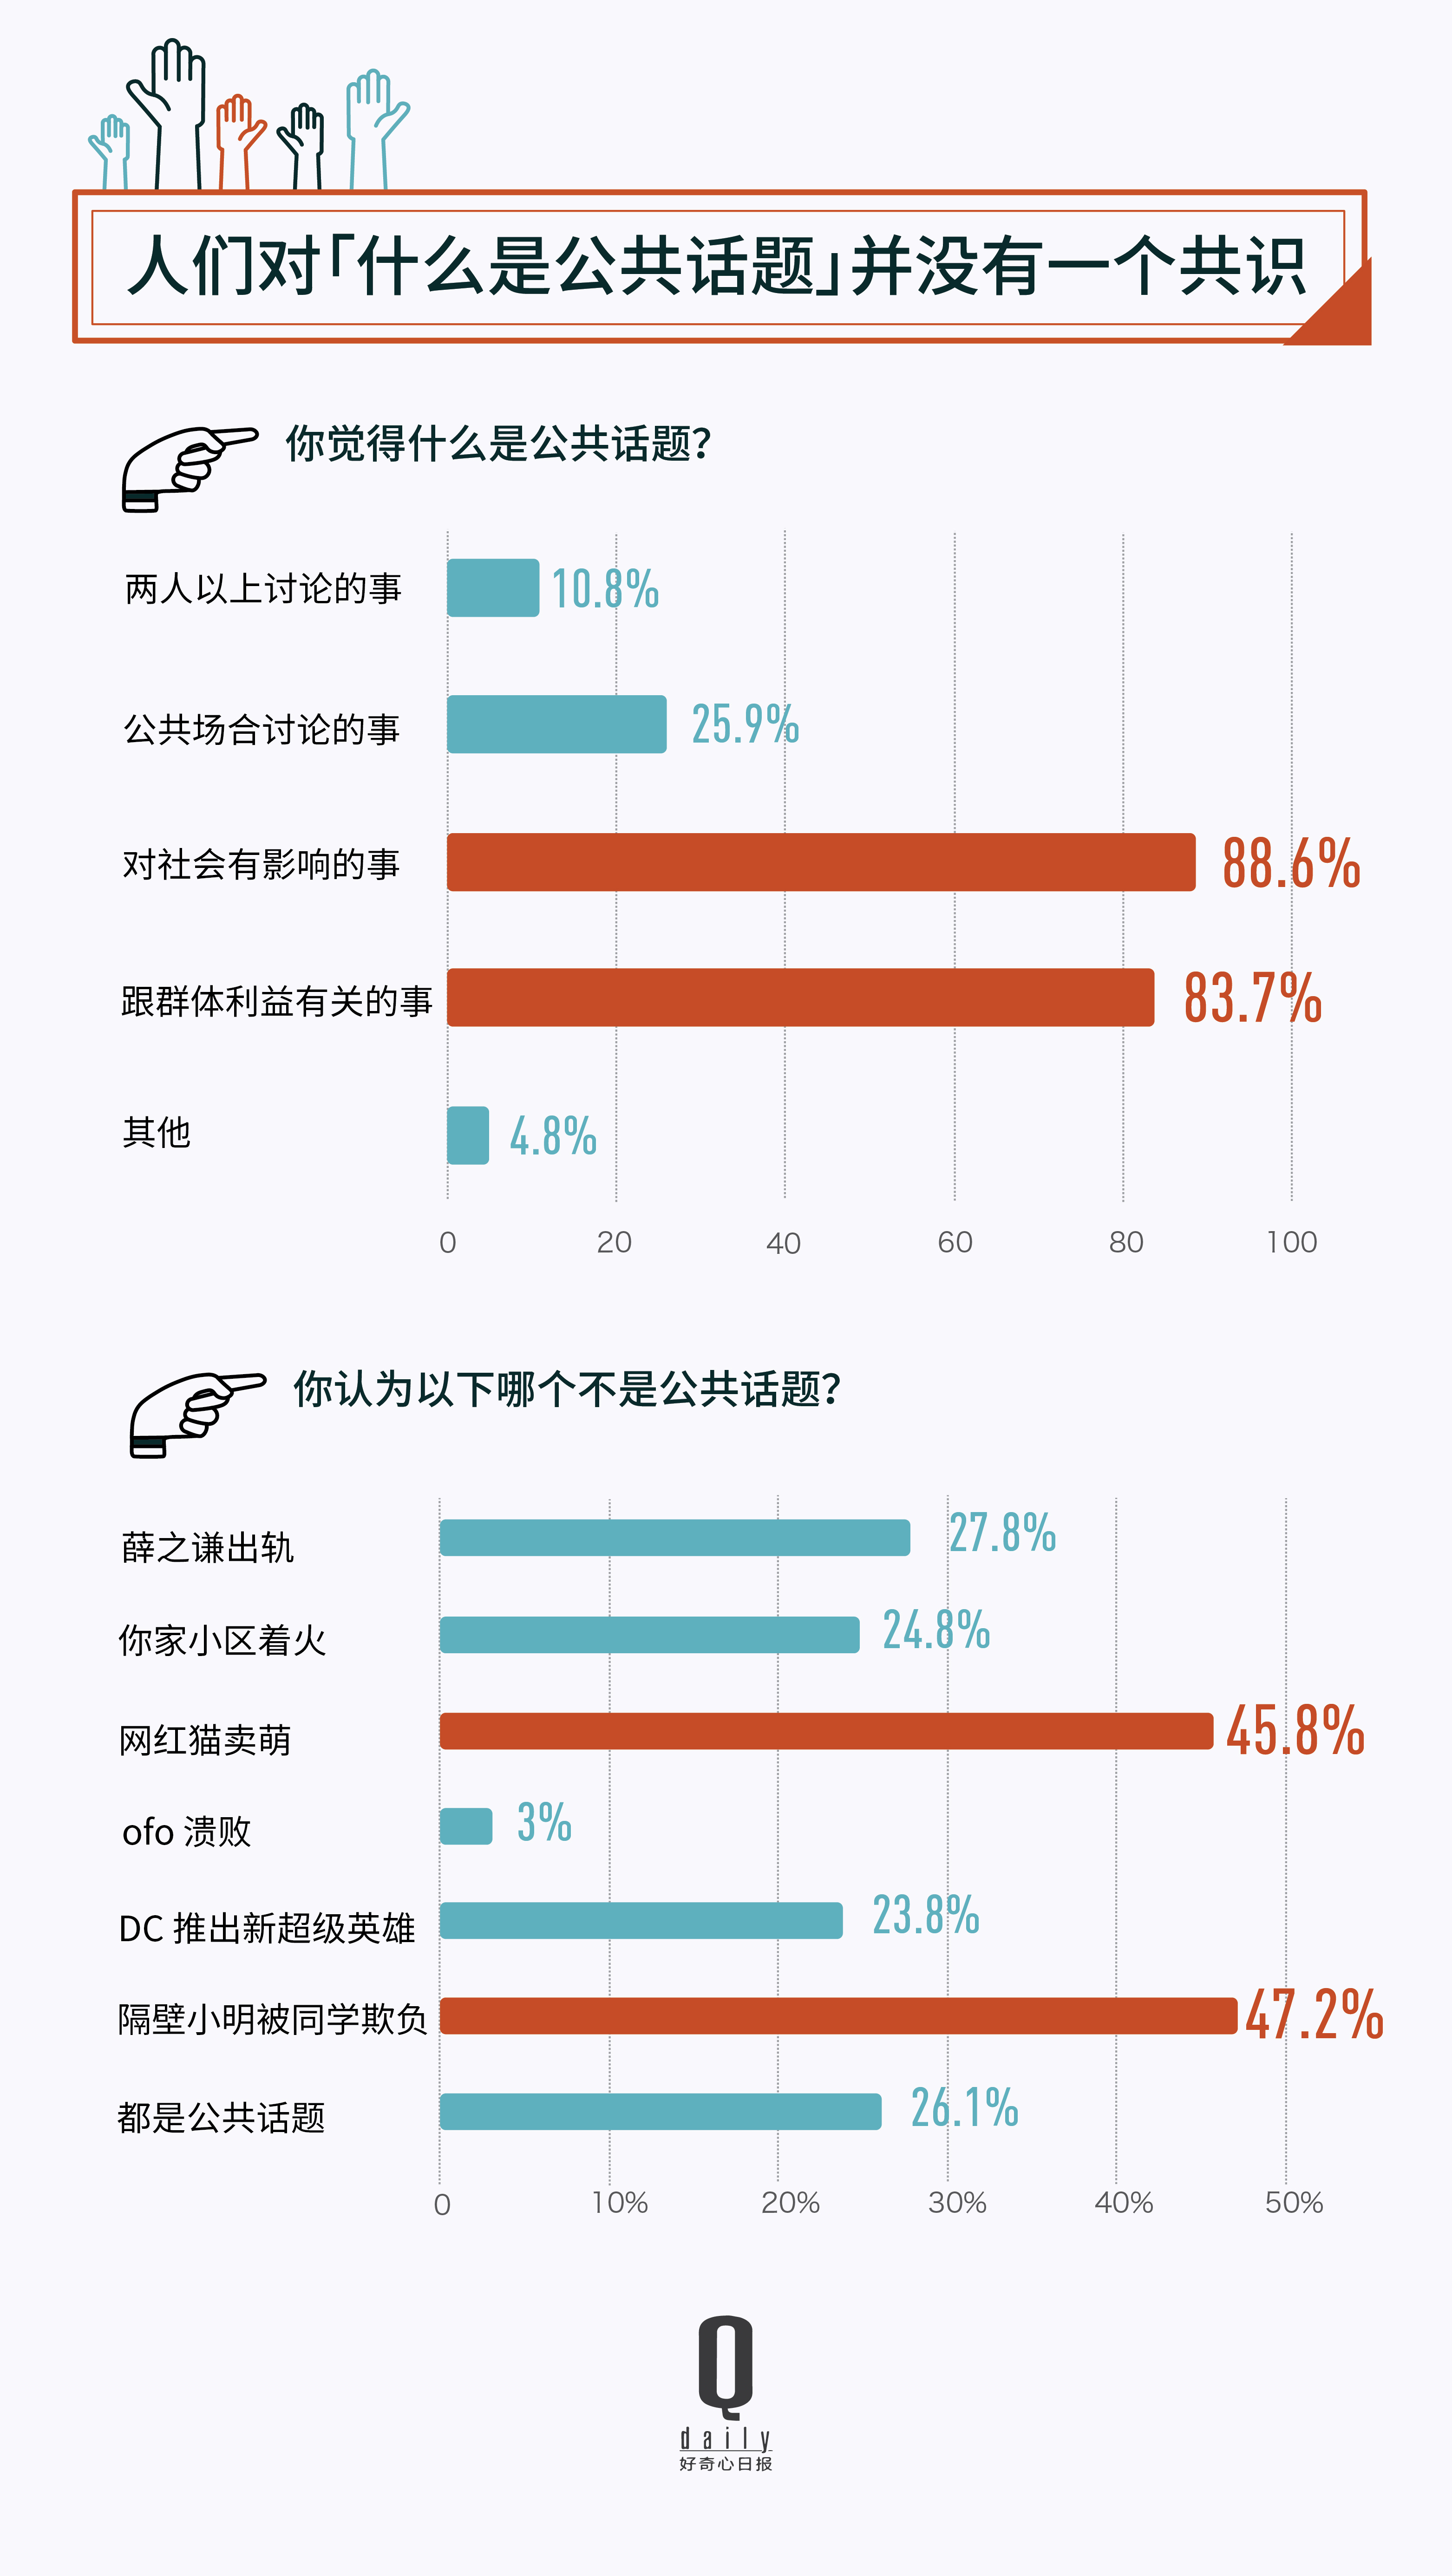 人们对「什么是公共话题」并没有一个共识
你觉得什么是公共话题？
两人以上讨论的事 10.8%
公共场合讨论的事 25.9%
对社会有影响的事 88.6%
跟群体利益有关的事 83.7%
其他 4.8%
0 20 40 60 80 100
你认为以下哪个不是公共话题？
薛之谦出轨 27.8%
你家小区着火 24.8%
网红猫卖萌 45.8%
ofo 溃败 3%
DC 推出新超级英雄 23.8%
隔壁小明被同学欺负 47.2%
都是公共话题 26.1%
0 10% 20% 30% 40% 50%
Q
daily
好奇心日报